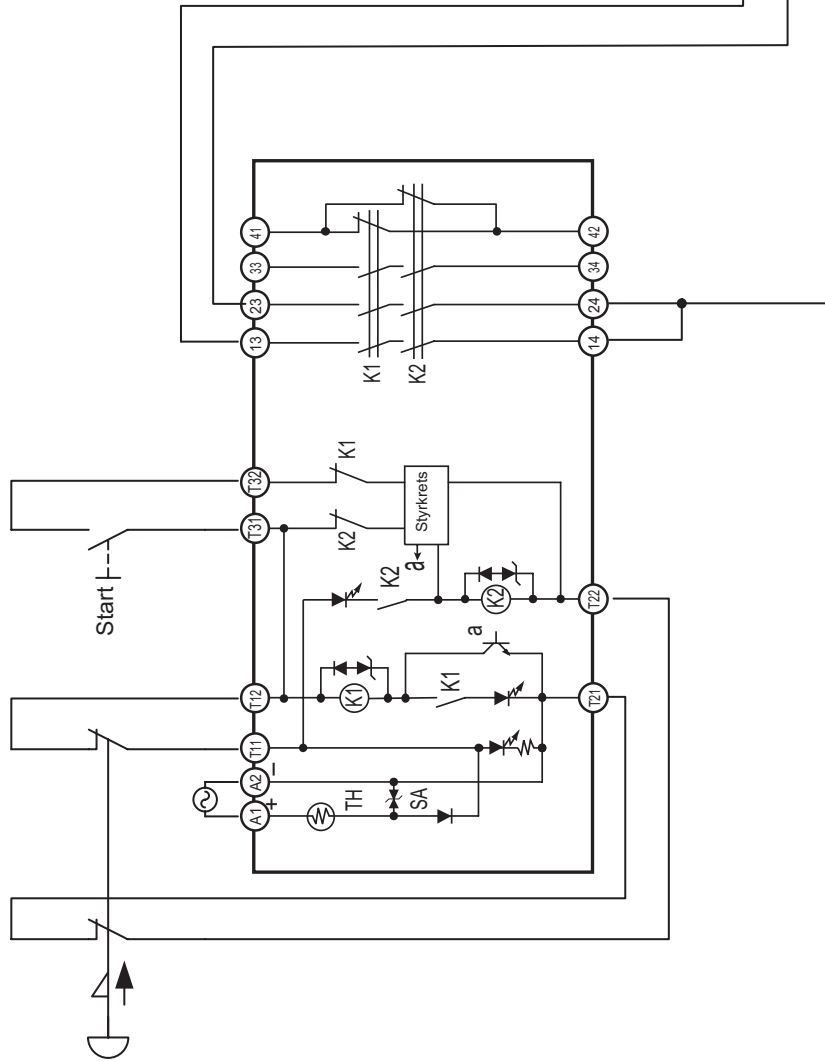 41
33
23
13
42
34
24
14
K1
K2
T32
T31
K1
K2
Styrkrets
a
K2
K2
T22
Start
a
T12
T11
A2
A1
–
+
K1
K1
T21
TH
SA